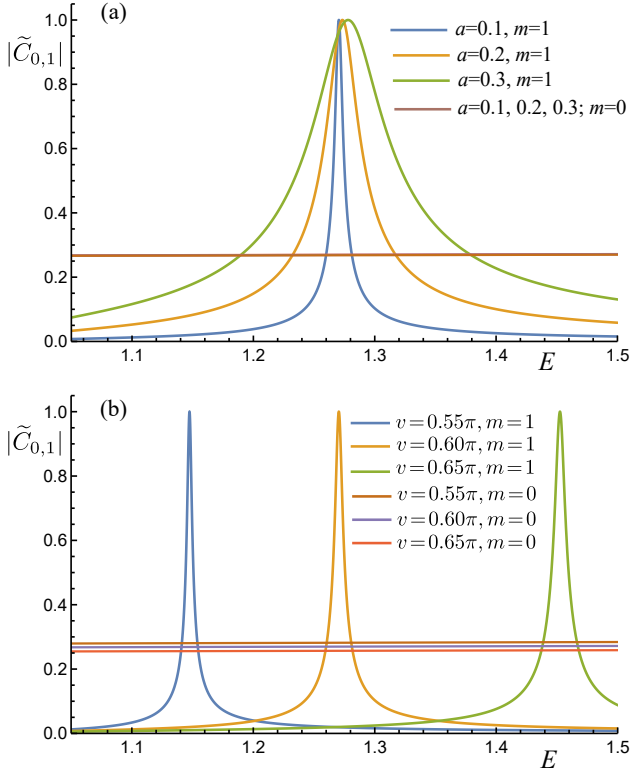 (a)
|C̃₀,₁|
1.0
0.8
0.6
0.4
0.2
0.0
a=0.1, m=1
a=0.2, m=1
a=0.3, m=1
a=0.1, 0.2, 0.3; m=0
1.1 1.2 1.3 1.4 1.5
E
(b)
|C̃₀,₁|
1.0
0.8
0.6
0.4
0.2
0.0
v=0.55π, m=1
v=0.60π, m=1
v=0.65π, m=1
v=0.55π, m=0
v=0.60π, m=0
v=0.65π, m=0
1.1 1.2 1.3 1.4 1.5
E